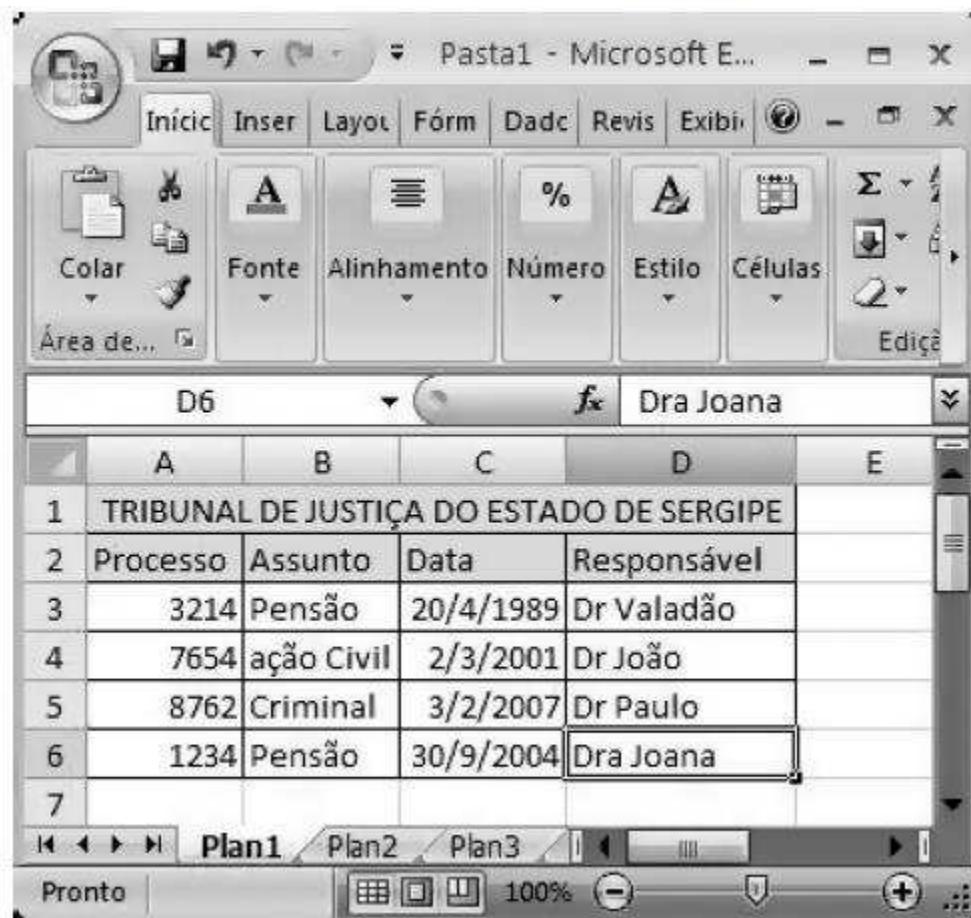 Pasta1 - Microsoft E...
Iníci Inser Layou Fórm Dadc Revis Exibi
A % A Σ
Colar Fonte Alinhamento Número Estilo Células
Área de... Ediçã
D6 fx Dra Joana
A B C D E
1 TRIBUNAL DE JUSTIÇA DO ESTADO DE SERGIPE
2 Processo Assunto Data Responsável
3 3214 Pensão 20/4/1989 Dr Valadão
4 7654 ação Civil 2/3/2001 Dr João
5 8762 Criminal 3/2/2007 Dr Paulo
6 1234 Pensão 30/9/2004 Dra Joana
7
Plan1 Plan2 Plan3
Pronto 100%